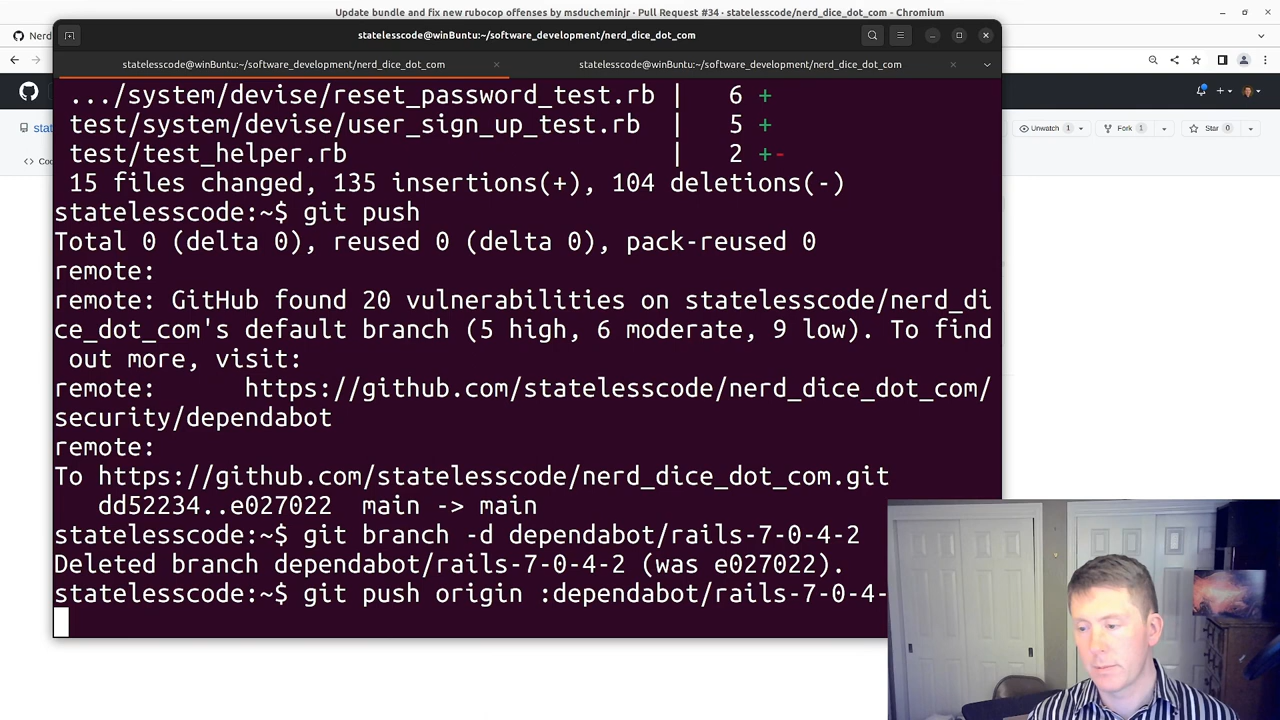 Update bundle and fix new rubocop offenses by msducheminjr · Pull Request #34 · statelesscode/nerd_dice_dot_com - Chromium
Nerd
statelesscode@winBuntu:~/software_development/nerd_dice_dot_com
statelesscode@winBuntu:~/software_development/nerd_dice_dot_com
statelesscode@winBuntu:~/software_development/nerd_dice_dot_com
stat
Unwatch 1
Fork 1
Star 0
<> Co
.../system/devise/reset_password_test.rb | 6 +
test/system/devise/user_sign_up_test.rb | 5 +
test/test_helper.rb | 2 +-
15 files changed, 135 insertions(+), 104 deletions(-)
statelesscode:~$ git push
Total 0 (delta 0), reused 0 (delta 0), pack-reused 0
remote:
remote: GitHub found 20 vulnerabilities on statelesscode/nerd_di
ce_dot_com's default branch (5 high, 6 moderate, 9 low). To find
out more, visit:
remote: https://github.com/statelesscode/nerd_dice_dot_com/
security/dependabot
remote:
To https://github.com/statelesscode/nerd_dice_dot_com.git
dd52234..e027022 main -> main
statelesscode:~$ git branch -d dependabot/rails-7-0-4-2
Deleted branch dependabot/rails-7-0-4-2 (was e027022).
statelesscode:~$ git push origin :dependabot/rails-7-0-4-